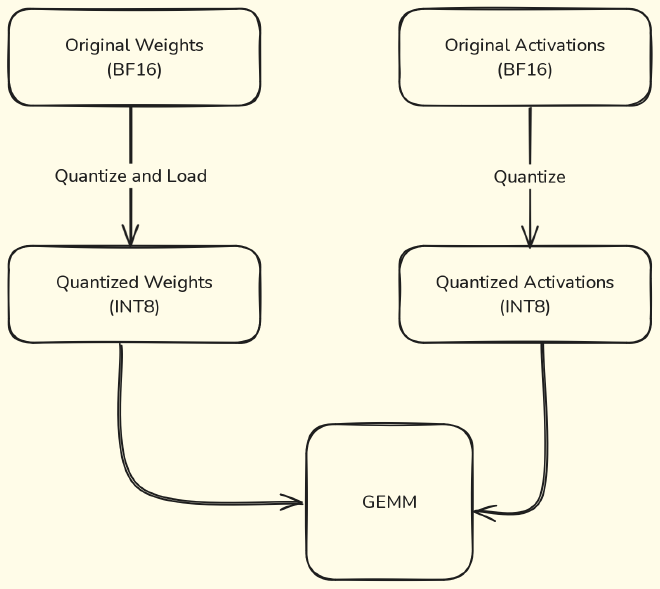 Original Weights
(BF16)
Original Activations
(BF16)
Quantize and Load
Quantize
Quantized Weights
(INT8)
Quantized Activations
(INT8)
GEMM